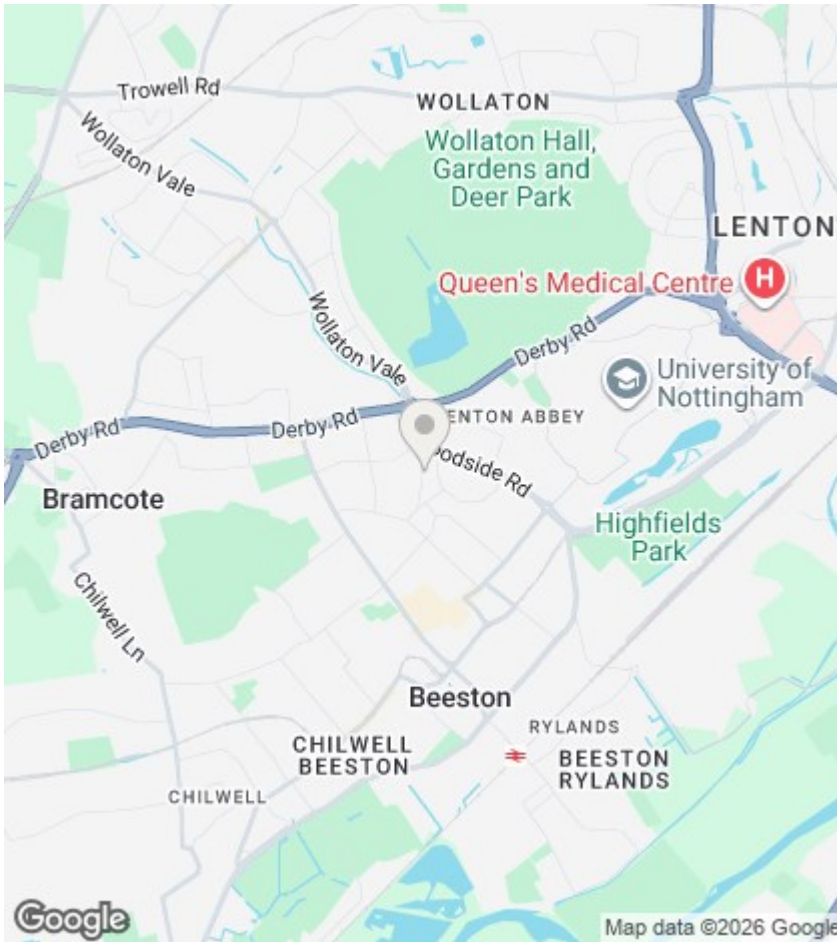 Trowell Rd
WOLLATON
Wollaton Vale
Wollaton Hall,
Gardens and
Deer Park
LENTON
Queen's Medical Centre
H
Wollaton Vale
Derby Rd
University of
Nottingham
Derby Rd
Derby Rd
ENTON ABBEY
oodside Rd
Bramcote
Highfields
Park
Chilwell Ln
Beeston
RYLANDS
CHILWELL
BEESTON
BEESTON
RYLANDS
CHILWELL
Google
Map data ©2026 Google